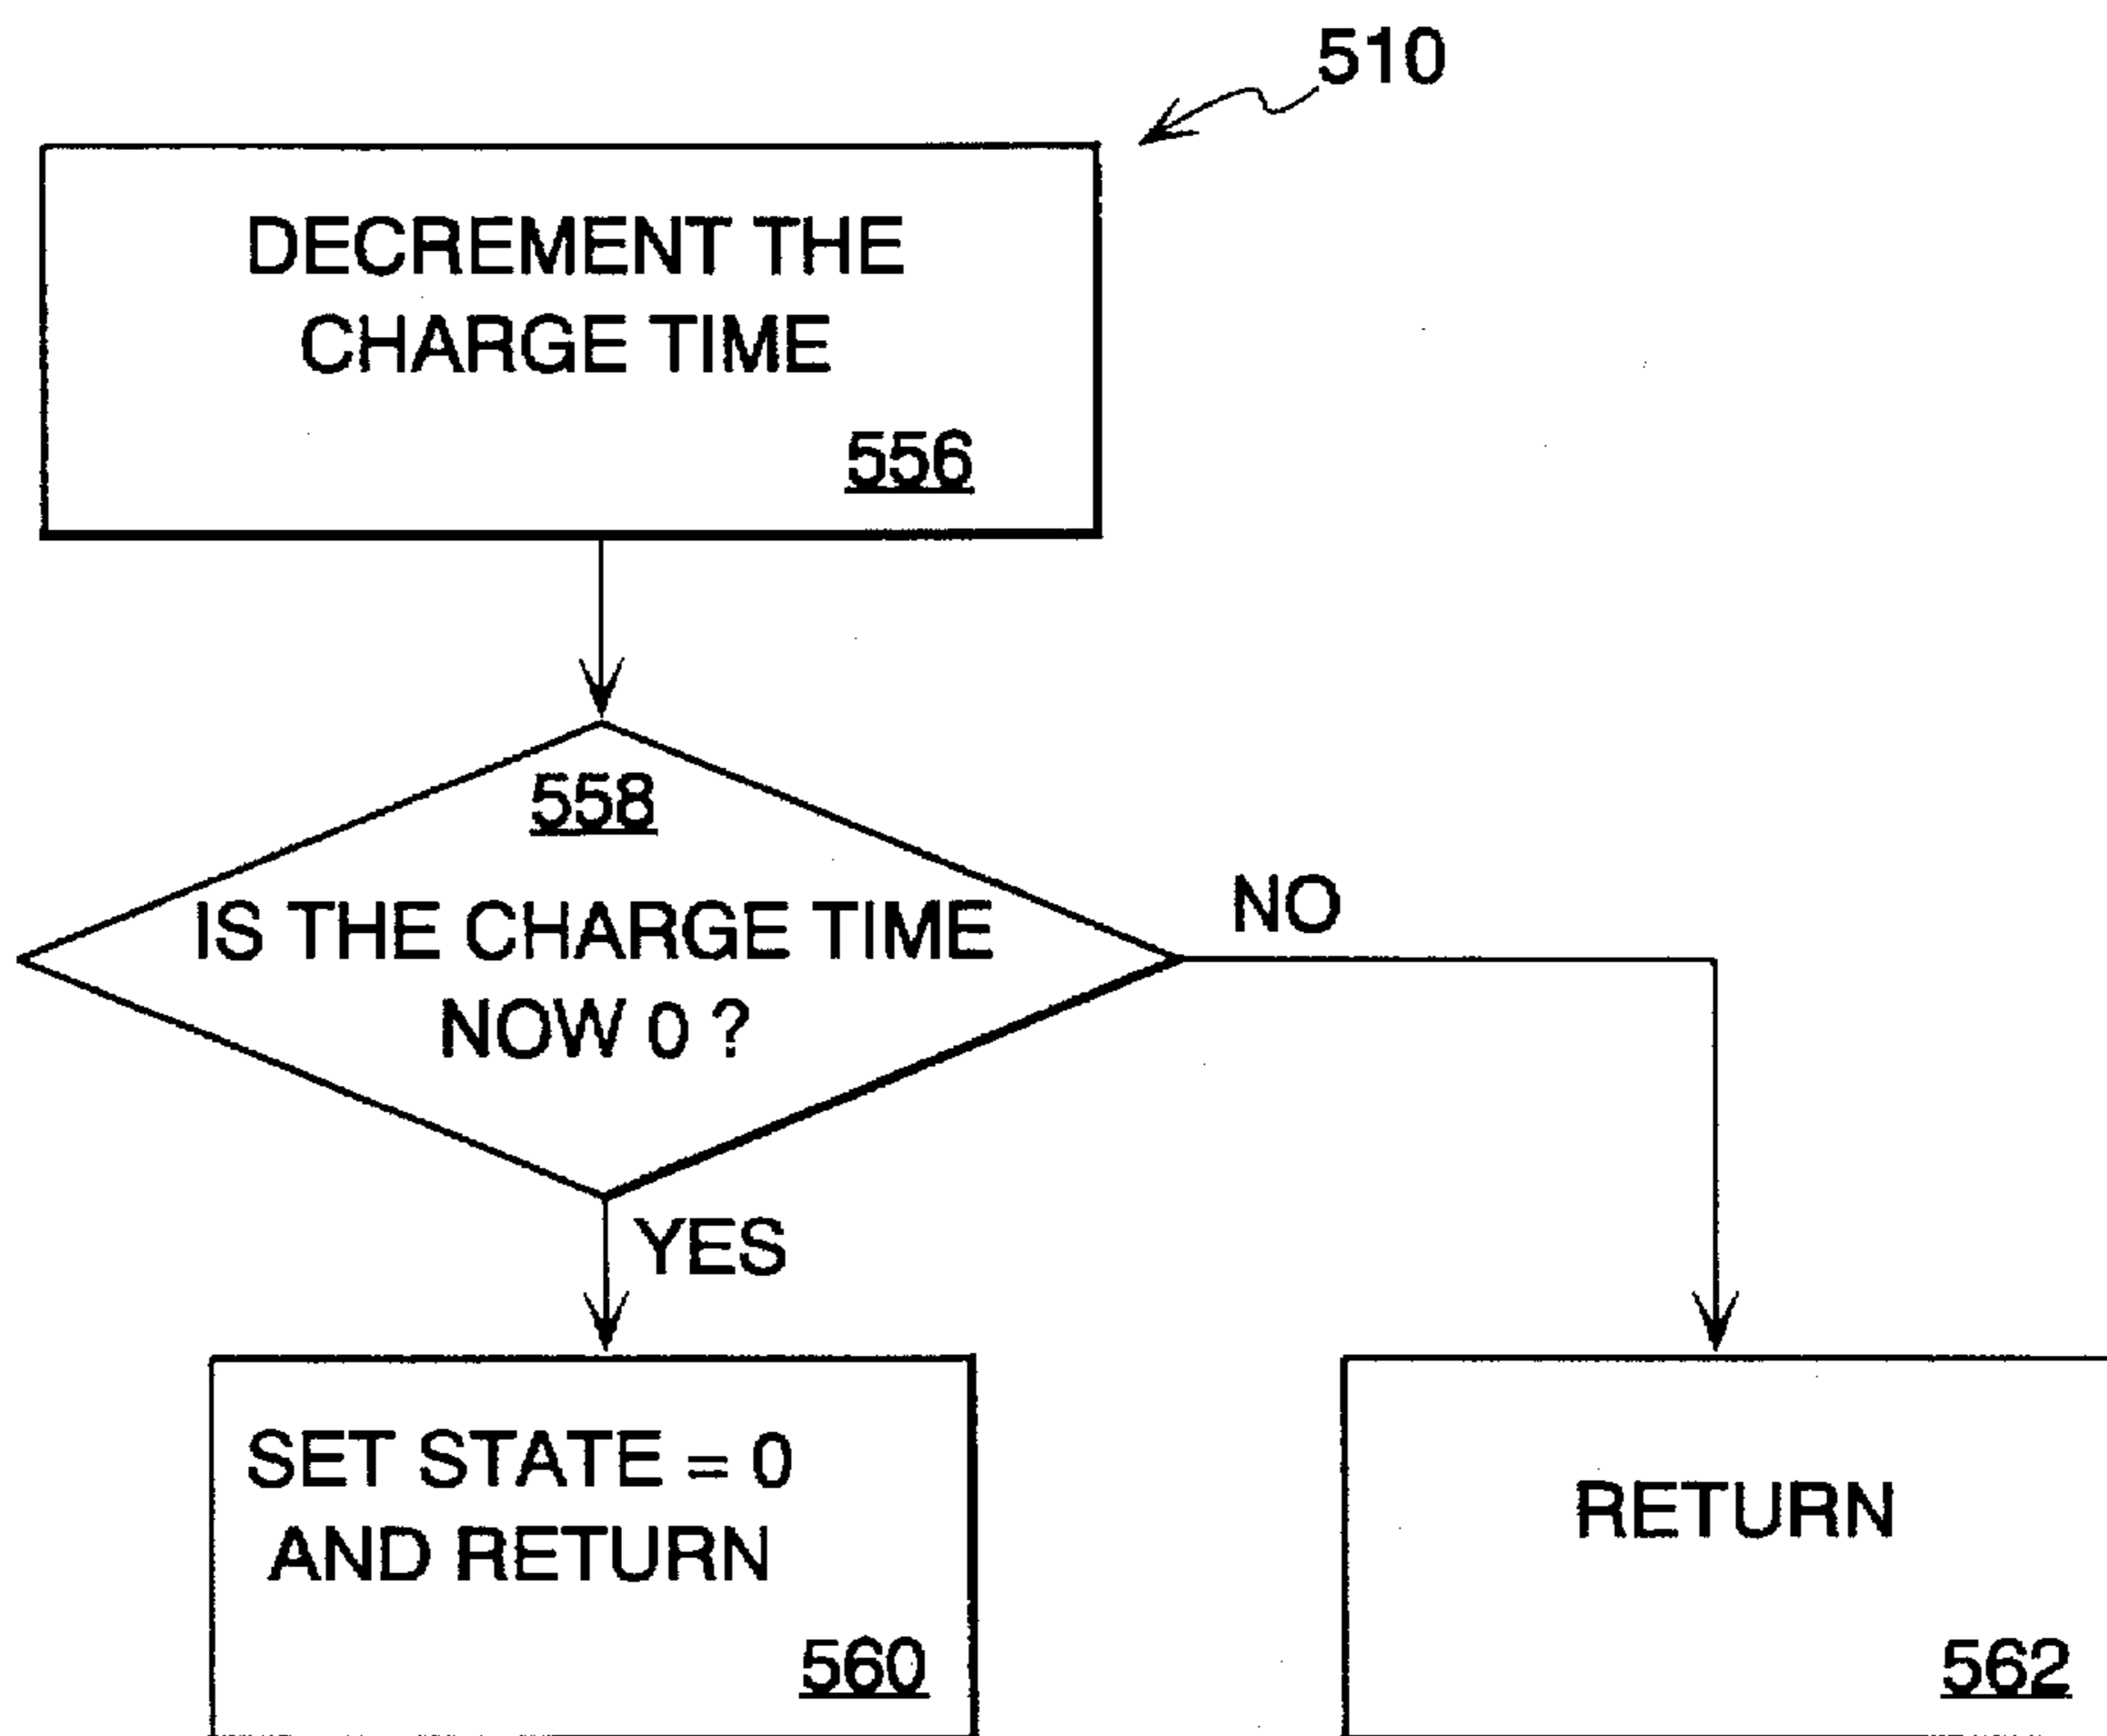 510
DECREMENT THE
CHARGE TIME
556
558
IS THE CHARGE TIME
NOW 0 ?
NO
YES
SET STATE = 0
AND RETURN
560
RETURN
562